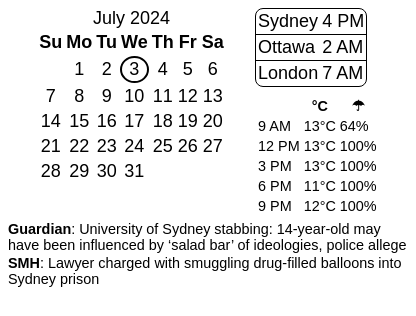 July 2024
Su Mo Tu We Th Fr Sa
1 2 3 4 5 6
7 8 9 10 11 12 13
14 15 16 17 18 19 20
21 22 23 24 25 26 27
28 29 30 31
Sydney 4 PM
Ottawa 2 AM
London 7 AM
°C ☂
9 AM 13°C 64%
12 PM 13°C 100%
3 PM 13°C 100%
6 PM 11°C 100%
9 PM 12°C 100%
Guardian: University of Sydney stabbing: 14-year-old may
have been influenced by ‘salad bar’ of ideologies, police allege
SMH: Lawyer charged with smuggling drug-filled balloons into
Sydney prison